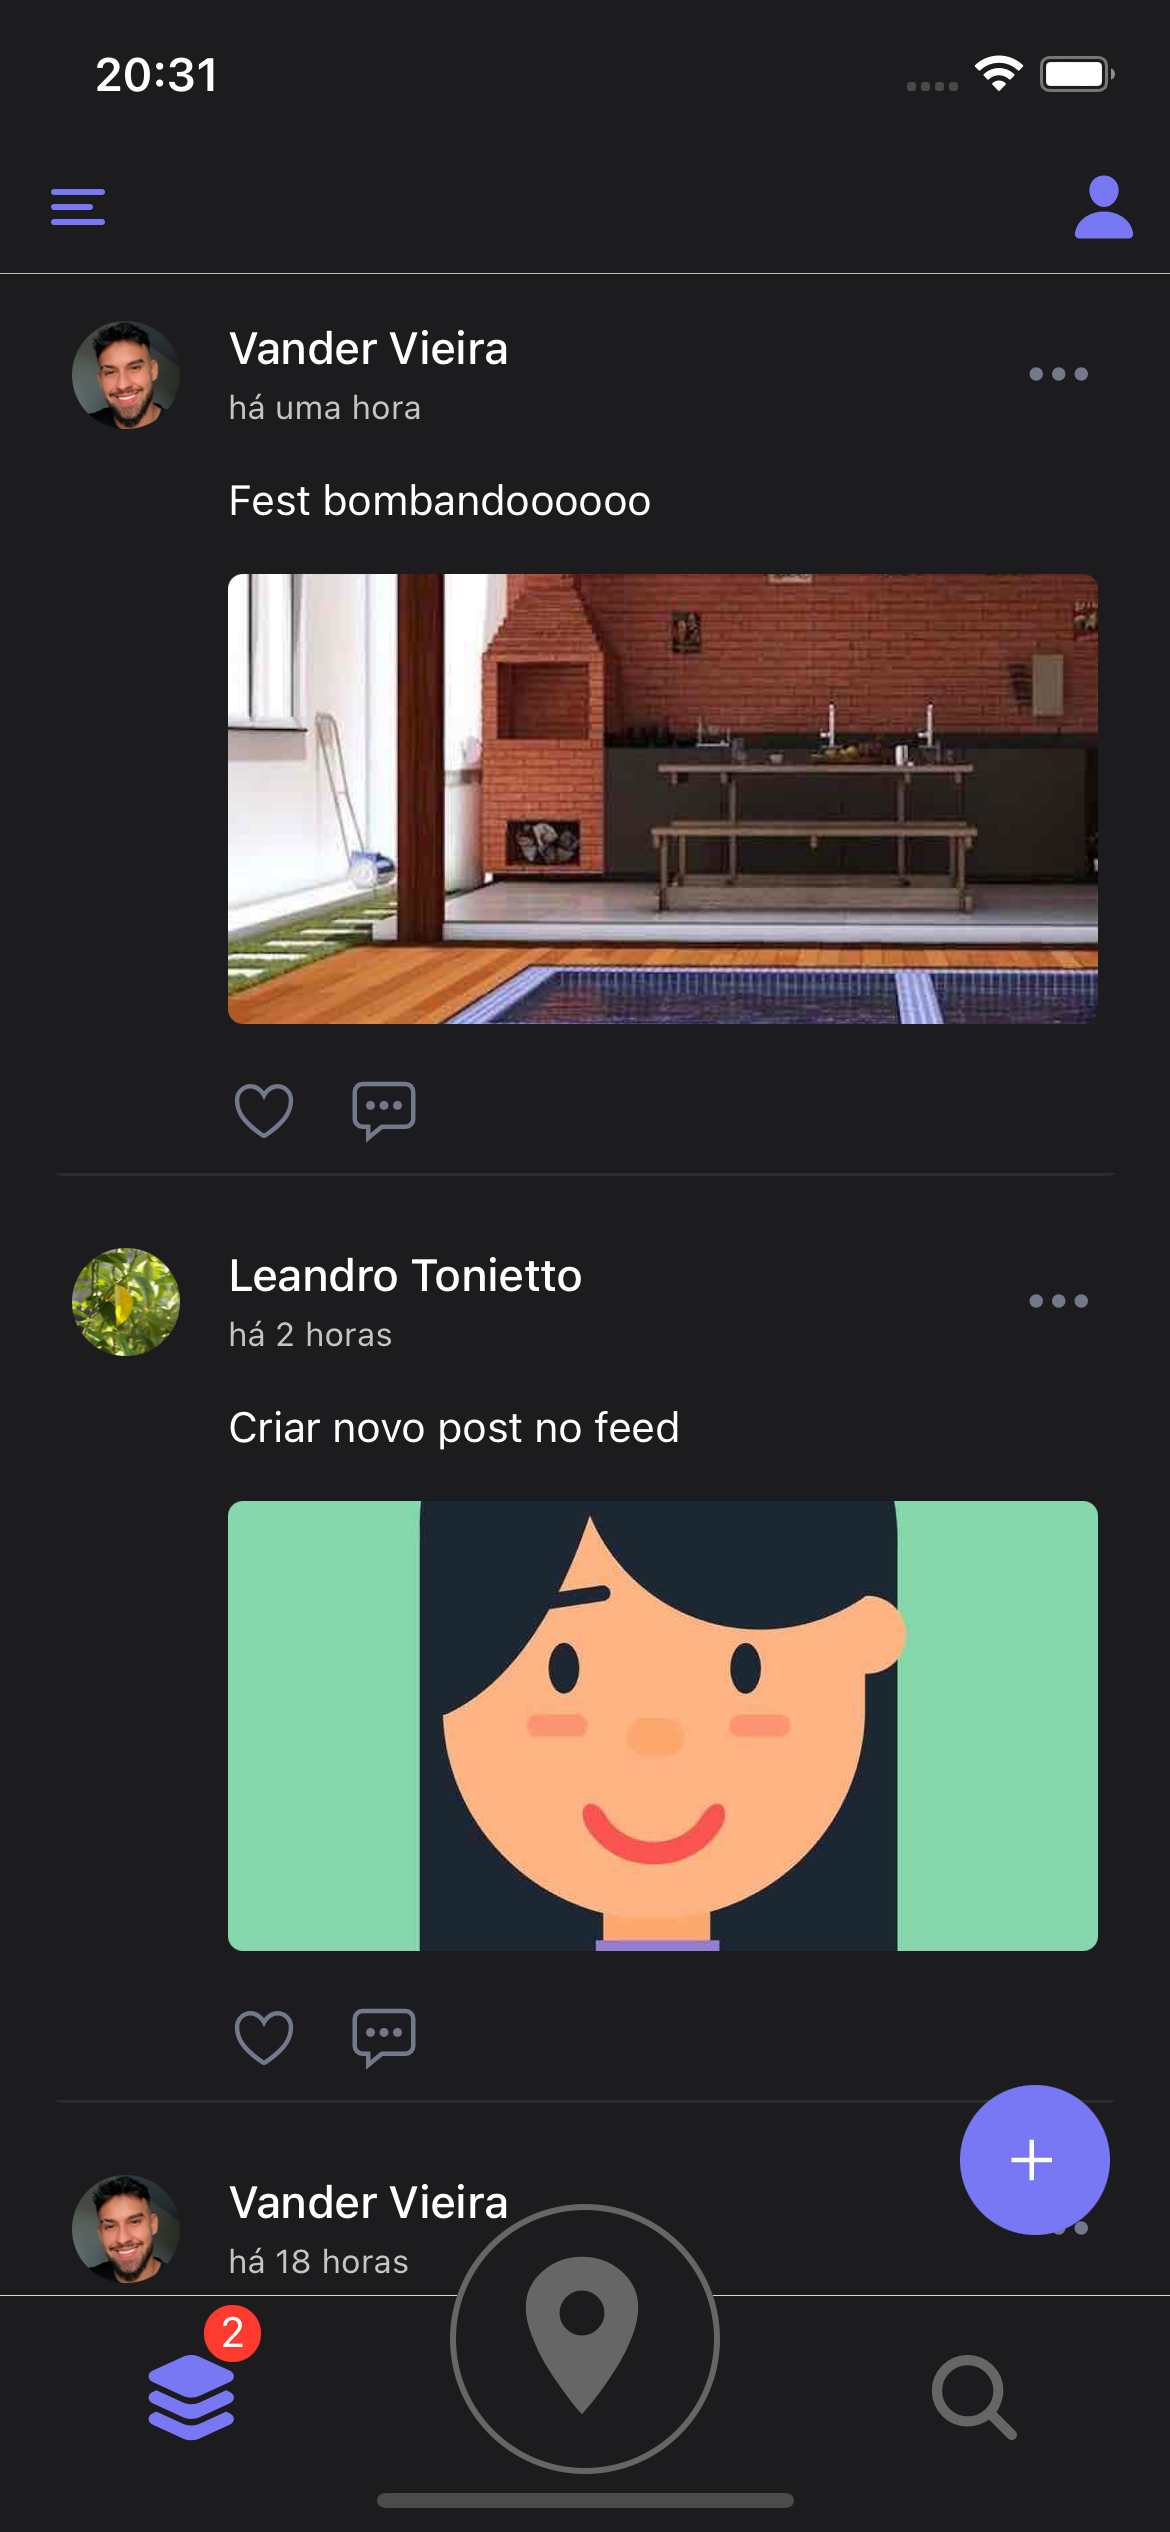 20:31
Vander Vieira
há uma hora
Fest bombandoooooo
Leandro Tonietto
há 2 horas
Criar novo post no feed
Vander Vieira
há 18 horas
2